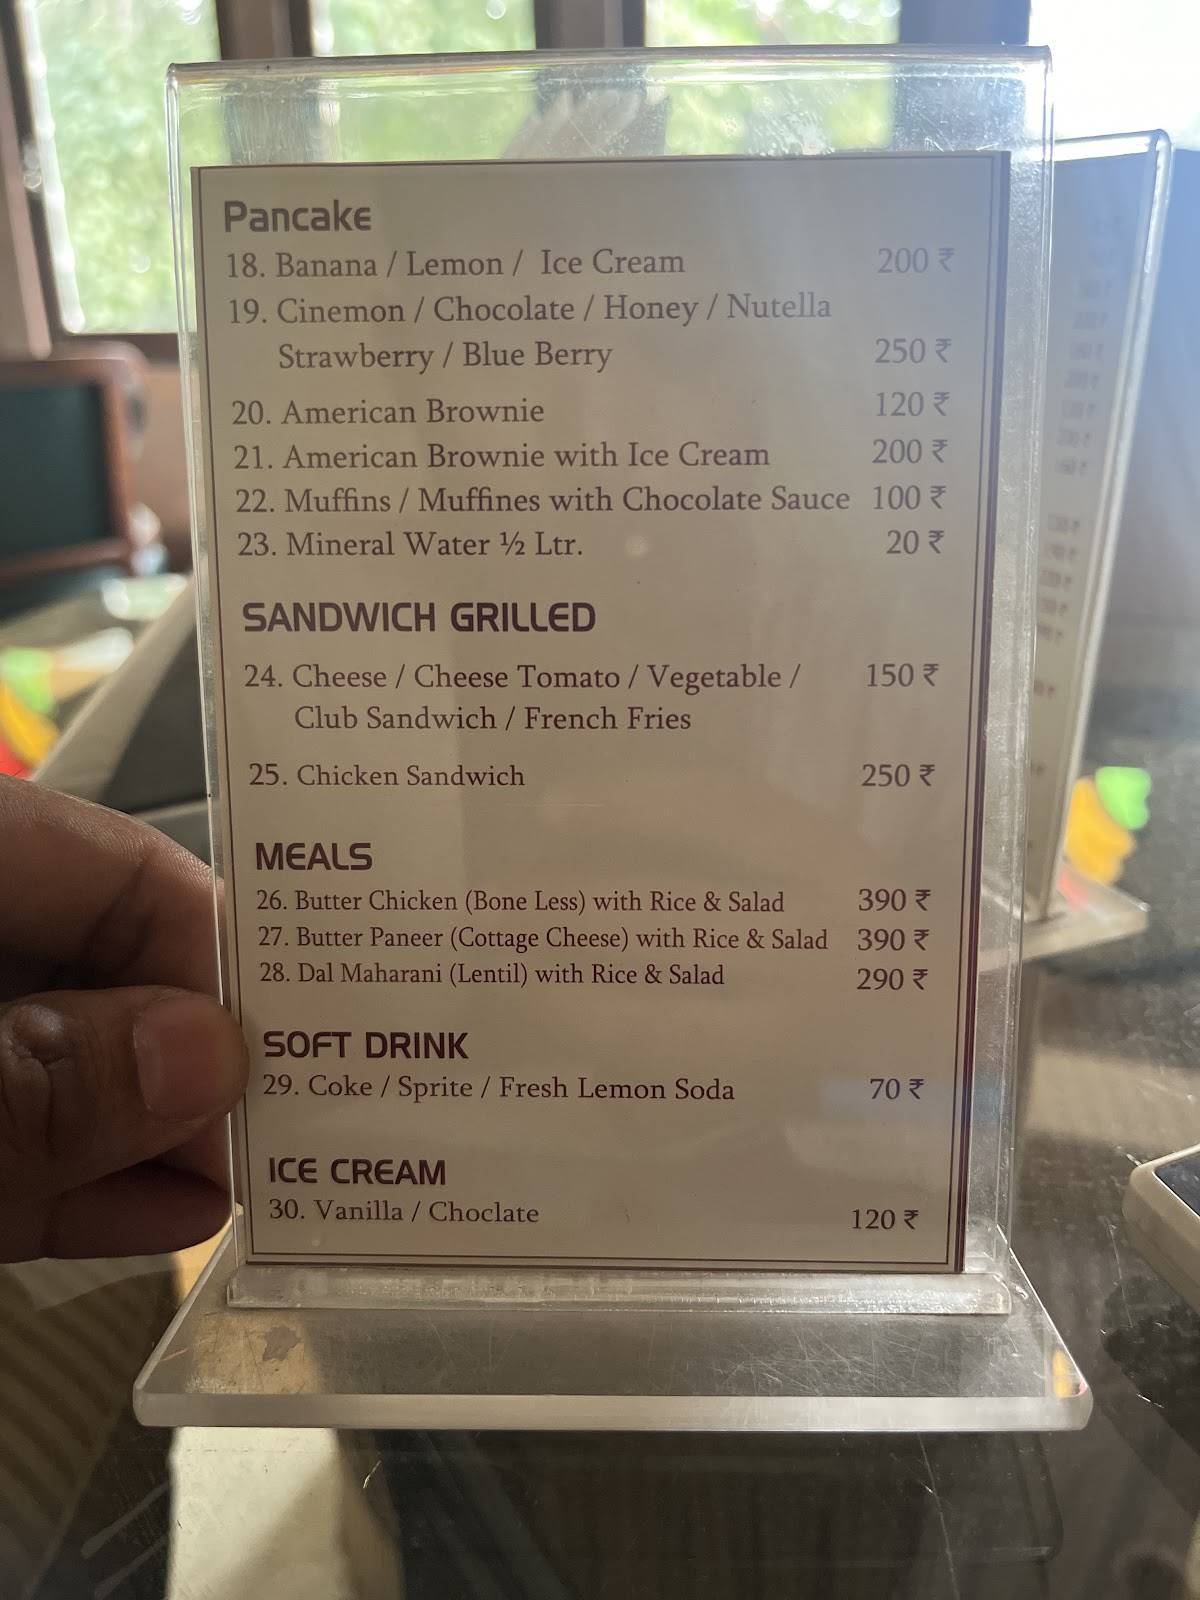 Pancake
18. Banana / Lemon / Ice Cream 200 ₹
19. Cinemon / Chocolate / Honey / Nutella
Strawberry / Blue Berry 250 ₹
20. American Brownie 120 ₹
21. American Brownie with Ice Cream 200 ₹
22. Muffins / Muffines with Chocolate Sauce 100 ₹
23. Mineral Water ½ Ltr. 20 ₹
SANDWICH GRILLED
24. Cheese / Cheese Tomato / Vegetable / 150 ₹
Club Sandwich / French Fries
25. Chicken Sandwich 250 ₹
MEALS
26. Butter Chicken (Bone Less) with Rice & Salad 390 ₹
27. Butter Paneer (Cottage Cheese) with Rice & Salad 390 ₹
28. Dal Maharani (Lentil) with Rice & Salad 290 ₹
SOFT DRINK
29. Coke / Sprite / Fresh Lemon Soda 70 ₹
ICE CREAM
30. Vanilla / Choclate 120 ₹